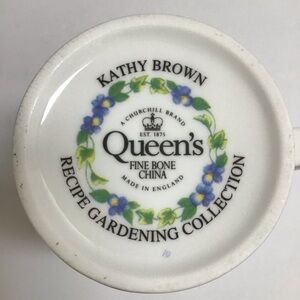 KATHY BROWN
A CHURCHILL BRAND
EST. 1875
Queen's
FINE BONE
CHINA
MADE IN ENGLAND
RECIPE GARDENING COLLECTION